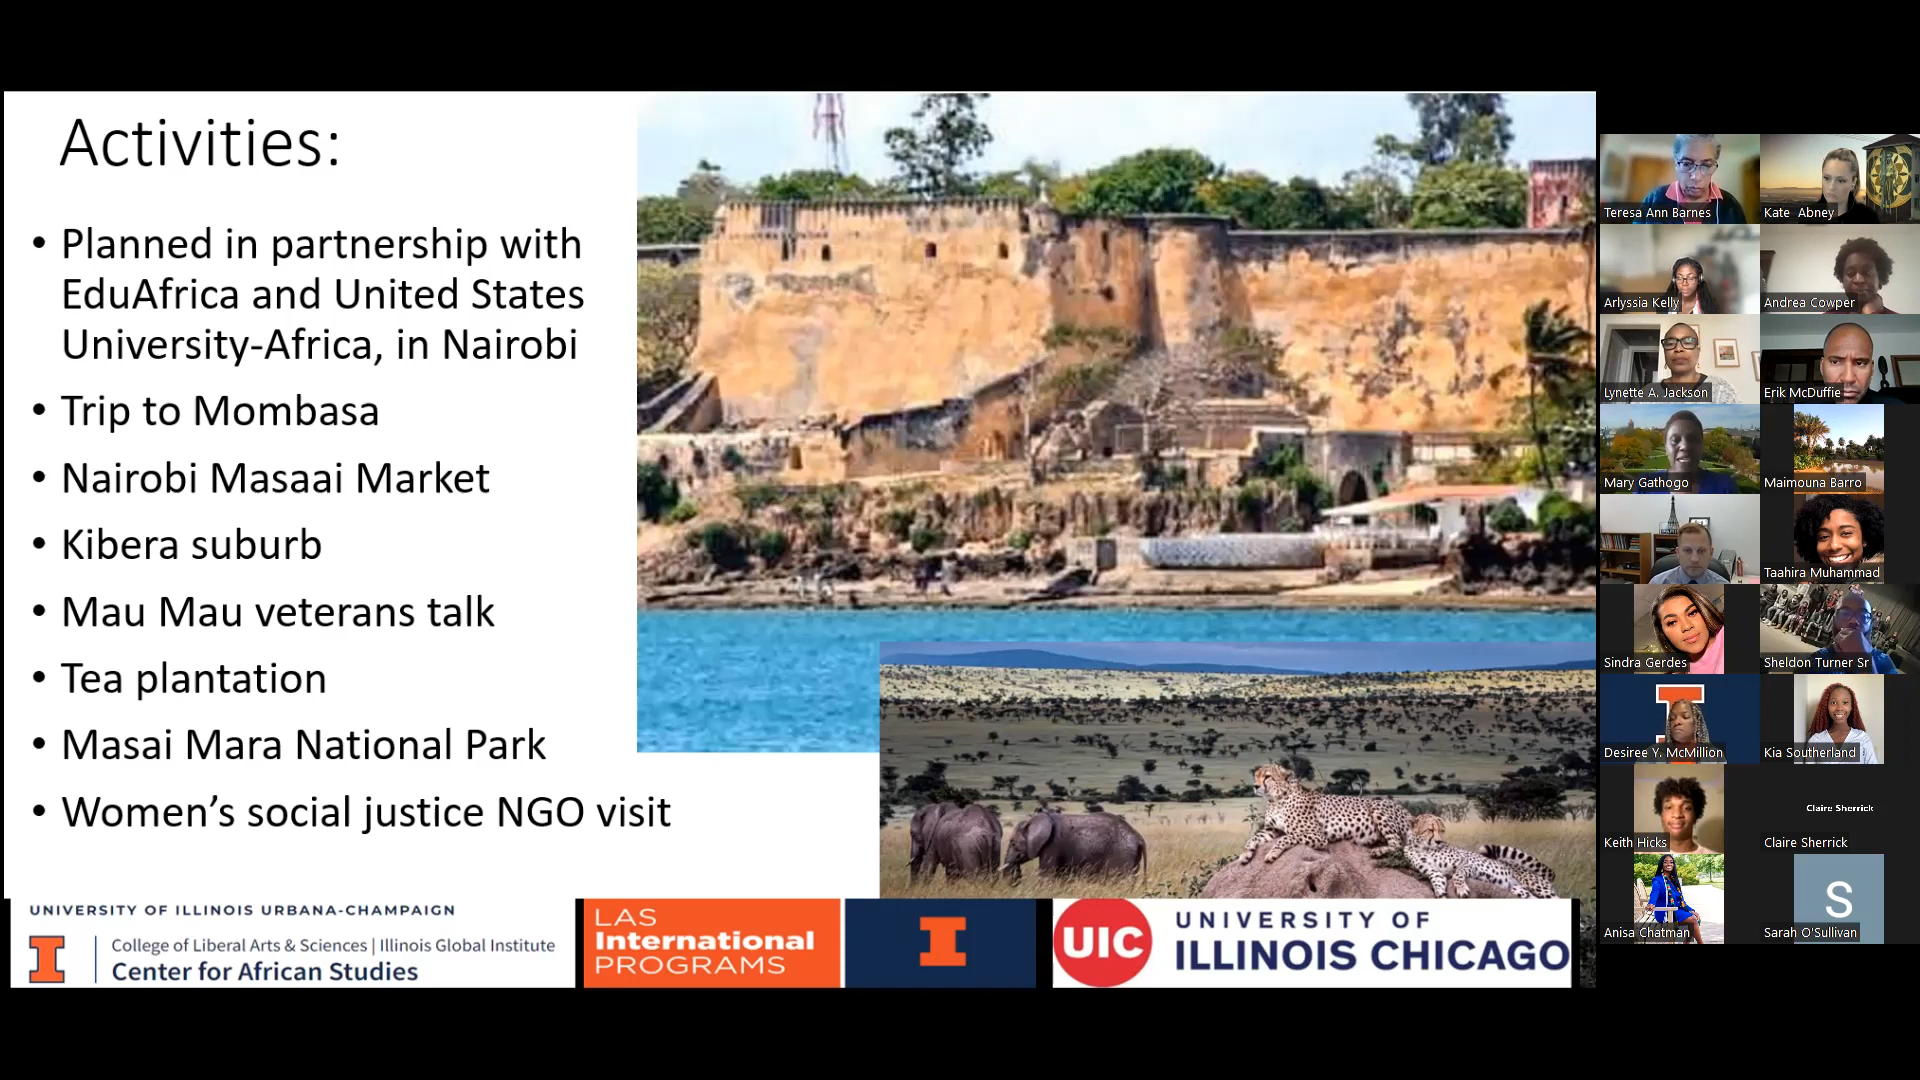 Activities:
• Planned in partnership with
EduAfrica and United States
University-Africa, in Nairobi
• Trip to Mombasa
• Nairobi Masaai Market
• Kibera suburb
• Mau Mau veterans talk
• Tea plantation
• Masai Mara National Park
• Women’s social justice NGO visit
UNIVERSITY OF ILLINOIS URBANA-CHAMPAIGN
I
College of Liberal Arts & Sciences | Illinois Global Institute
Center for African Studies
LAS
International
PROGRAMS
I
UIC
UNIVERSITY OF
ILLINOIS CHICAGO
Teresa Ann Barnes
Kate Abney
Arlyssia Kelly
Andrea Cowper
Lynette A. Jackson
Erik McDuffie
Mary Gathogo
Maimouna Barro
Taahira Muhammad
Sindra Gerdes
Sheldon Turner Sr
Desiree Y. McMillion
Kia Southerland
Keith Hicks
Claire Sherrick
Claire Sherrick
Anisa Chatman
S
Sarah O'Sullivan